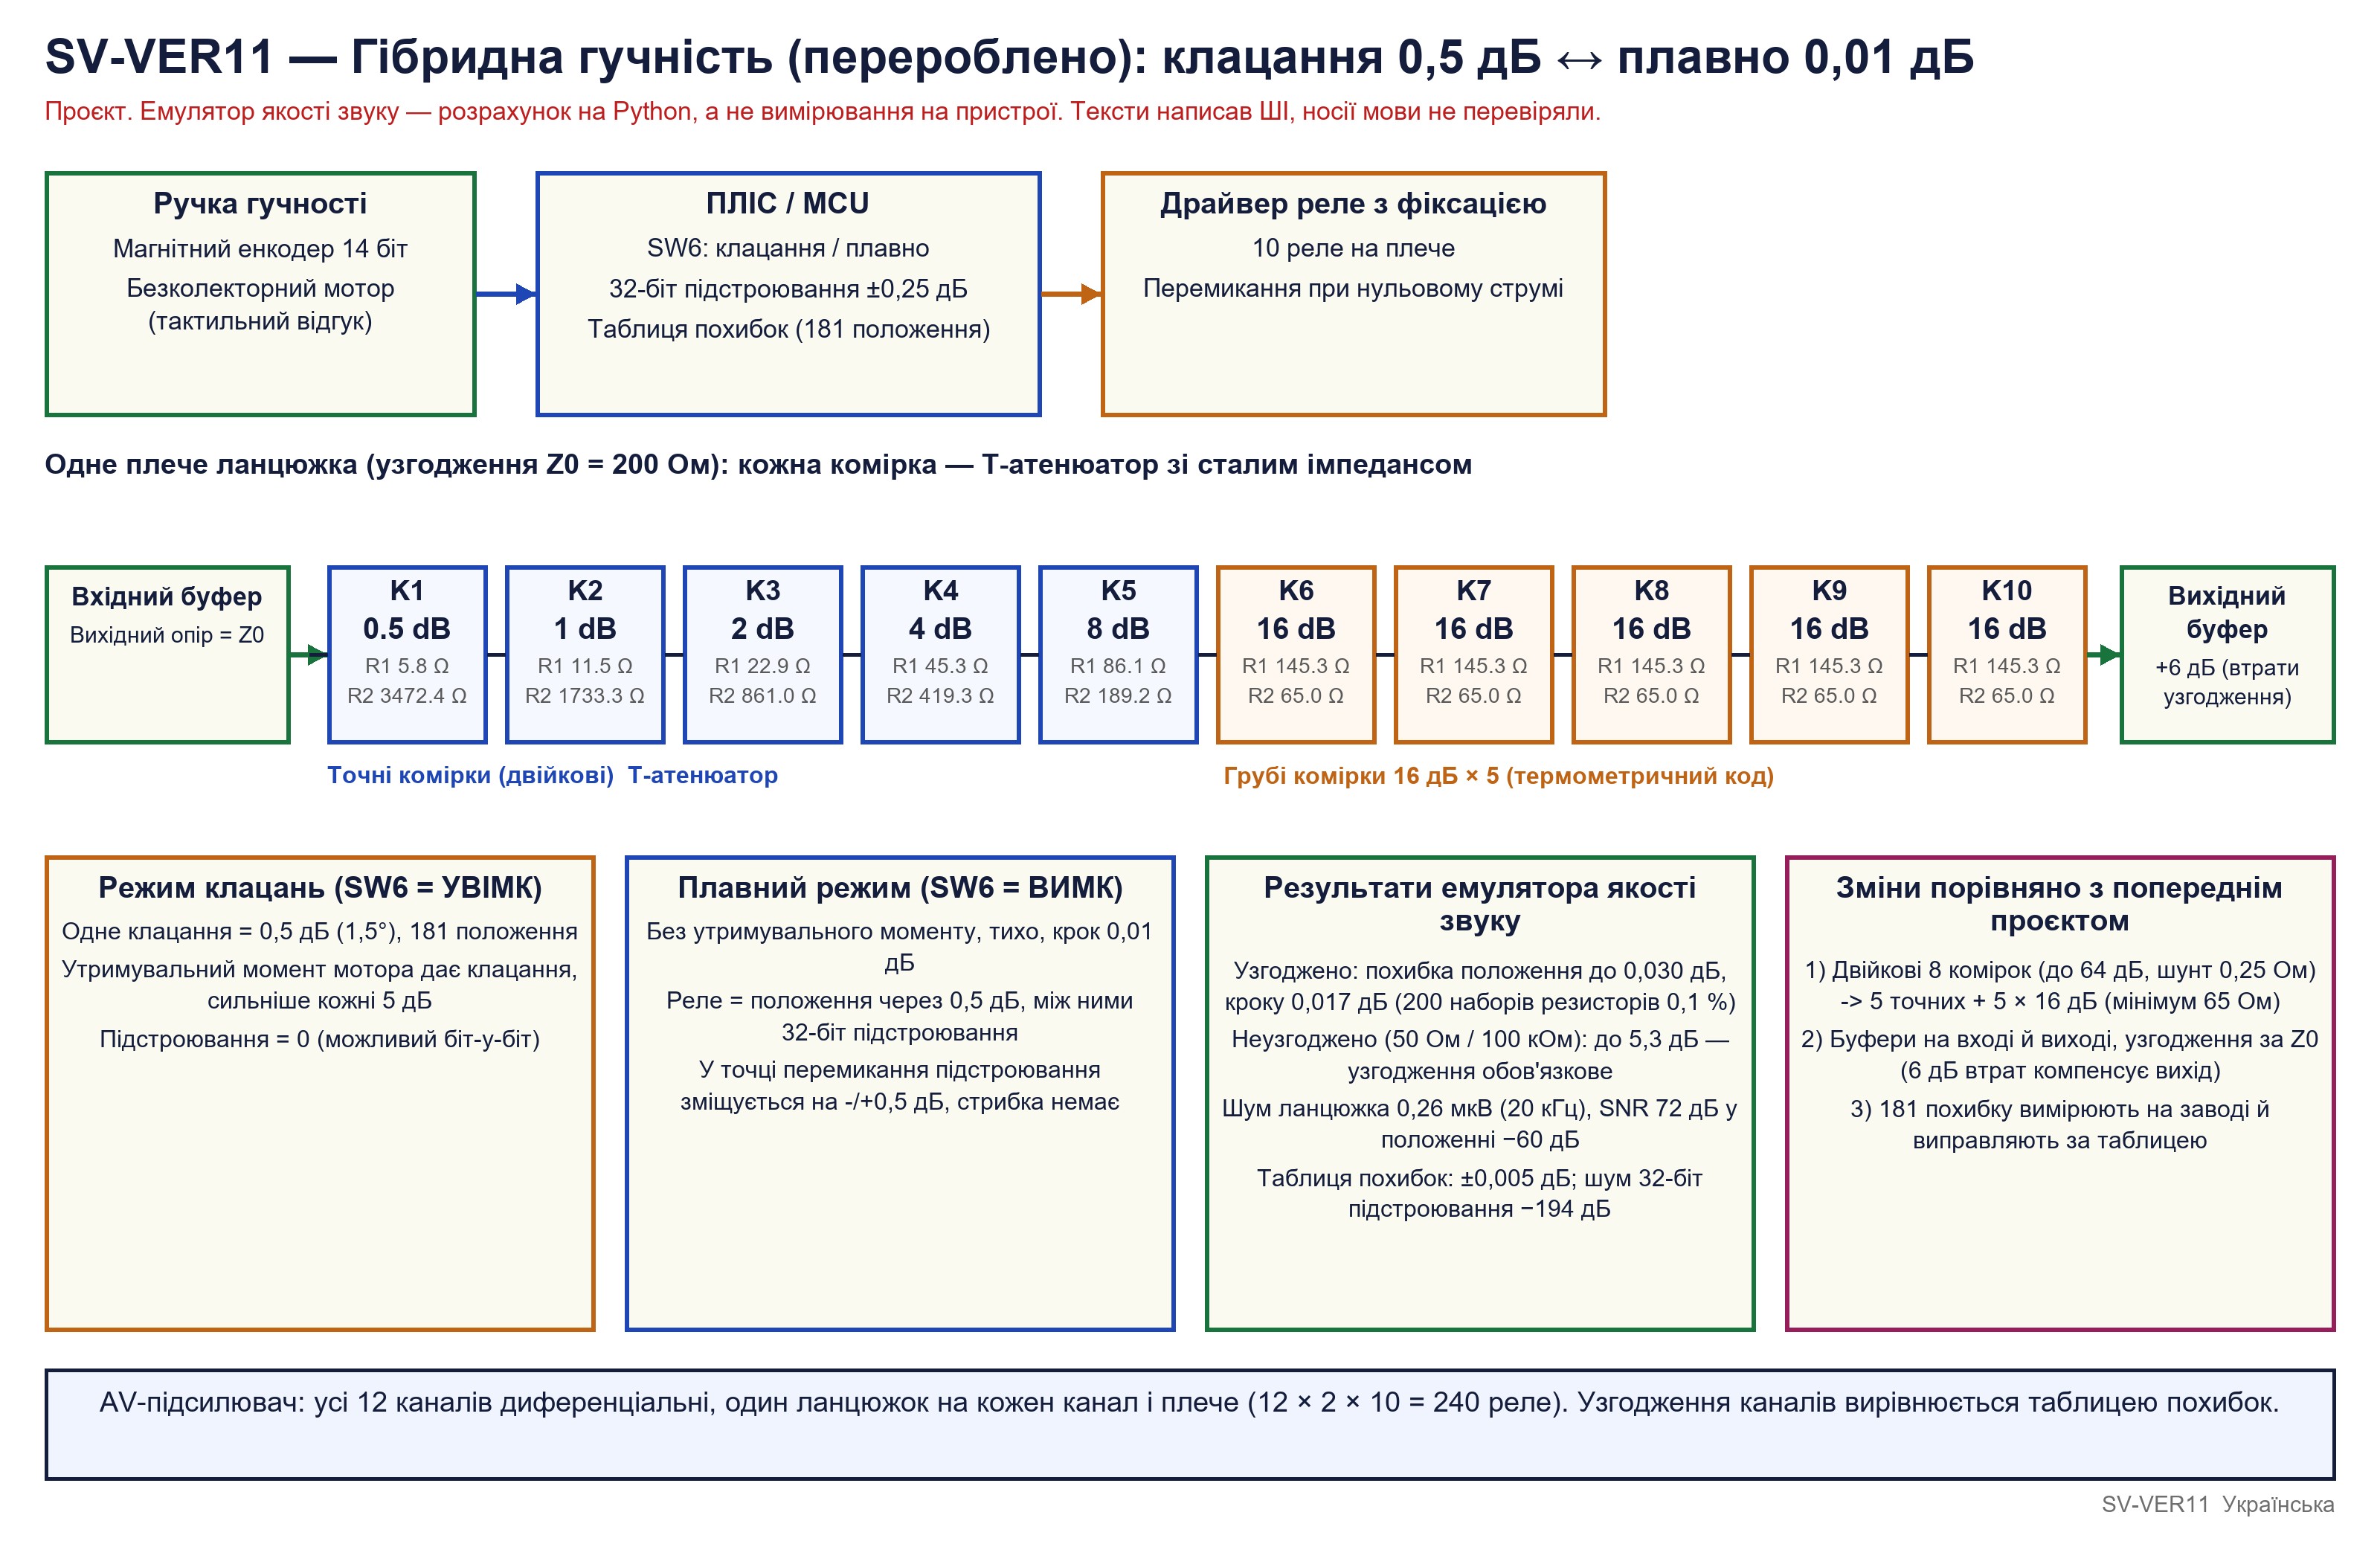 SV-VER11 — Гібридна гучність (перероблено): клацання 0,5 дБ ↔ плавно 0,01 дБ
Проєкт. Емулятор якості звуку — розрахунок на Python, а не вимірювання на пристрої. Тексти написав ШІ, носії мови не перевіряли.
Ручка гучності
Магнітний енкодер 14 біт
Безколекторний мотор
(тактильний відгук)
ПЛІС / MCU
SW6: клацання / плавно
32-біт підстроювання ±0,25 дБ
Таблиця похибок (181 положення)
Драйвер реле з фіксацією
10 реле на плече
Перемикання при нульовому струмі
Одне плече ланцюжка (узгодження Z0 = 200 Ом): кожна комірка — Т-атенюатор зі сталим імпедансом
Вхідний буфер
Вихідний опір = Z0
K1
0.5 dB
R1 5.8 Ω
R2 3472.4 Ω
K2
1 dB
R1 11.5 Ω
R2 1733.3 Ω
K3
2 dB
R1 22.9 Ω
R2 861.0 Ω
K4
4 dB
R1 45.3 Ω
R2 419.3 Ω
K5
8 dB
R1 86.1 Ω
R2 189.2 Ω
K6
16 dB
R1 145.3 Ω
R2 65.0 Ω
K7
16 dB
R1 145.3 Ω
R2 65.0 Ω
K8
16 dB
R1 145.3 Ω
R2 65.0 Ω
K9
16 dB
R1 145.3 Ω
R2 65.0 Ω
K10
16 dB
R1 145.3 Ω
R2 65.0 Ω
Вихідний
буфер
+6 дБ (втрати
узгодження)
Точні комірки (двійкові)  Т-атенюатор
Грубі комірки 16 дБ × 5 (термометричний код)
Режим клацань (SW6 = УВІМК)
Одне клацання = 0,5 дБ (1,5°), 181 положення
Утримувальний момент мотора дає клацання,
сильніше кожні 5 дБ
Підстроювання = 0 (можливий біт-у-біт)
Плавний режим (SW6 = ВИМК)
Без утримувального моменту, тихо, крок 0,01
дБ
Реле = положення через 0,5 дБ, між ними
32-біт підстроювання
У точці перемикання підстроювання
зміщується на -/+0,5 дБ, стрибка немає
Результати емулятора якості
звуку
Узгоджено: похибка положення до 0,030 дБ,
кроку 0,017 дБ (200 наборів резисторів 0,1 %)
Неузгоджено (50 Ом / 100 кОм): до 5,3 дБ —
узгодження обов'язкове
Шум ланцюжка 0,26 мкВ (20 кГц), SNR 72 дБ у
положенні −60 дБ
Таблиця похибок: ±0,005 дБ; шум 32-біт
підстроювання −194 дБ
Зміни порівняно з попереднім
проєктом
1) Двійкові 8 комірок (до 64 дБ, шунт 0,25 Ом)
-> 5 точних + 5 × 16 дБ (мінімум 65 Ом)
2) Буфери на вході й виході, узгодження за Z0
(6 дБ втрат компенсує вихід)
3) 181 похибку вимірюють на заводі й
виправляють за таблицею
AV-підсилювач: усі 12 каналів диференціальні, один ланцюжок на кожен канал і плече (12 × 2 × 10 = 240 реле). Узгодження каналів вирівнюється таблицею похибок.
SV-VER11  Українська